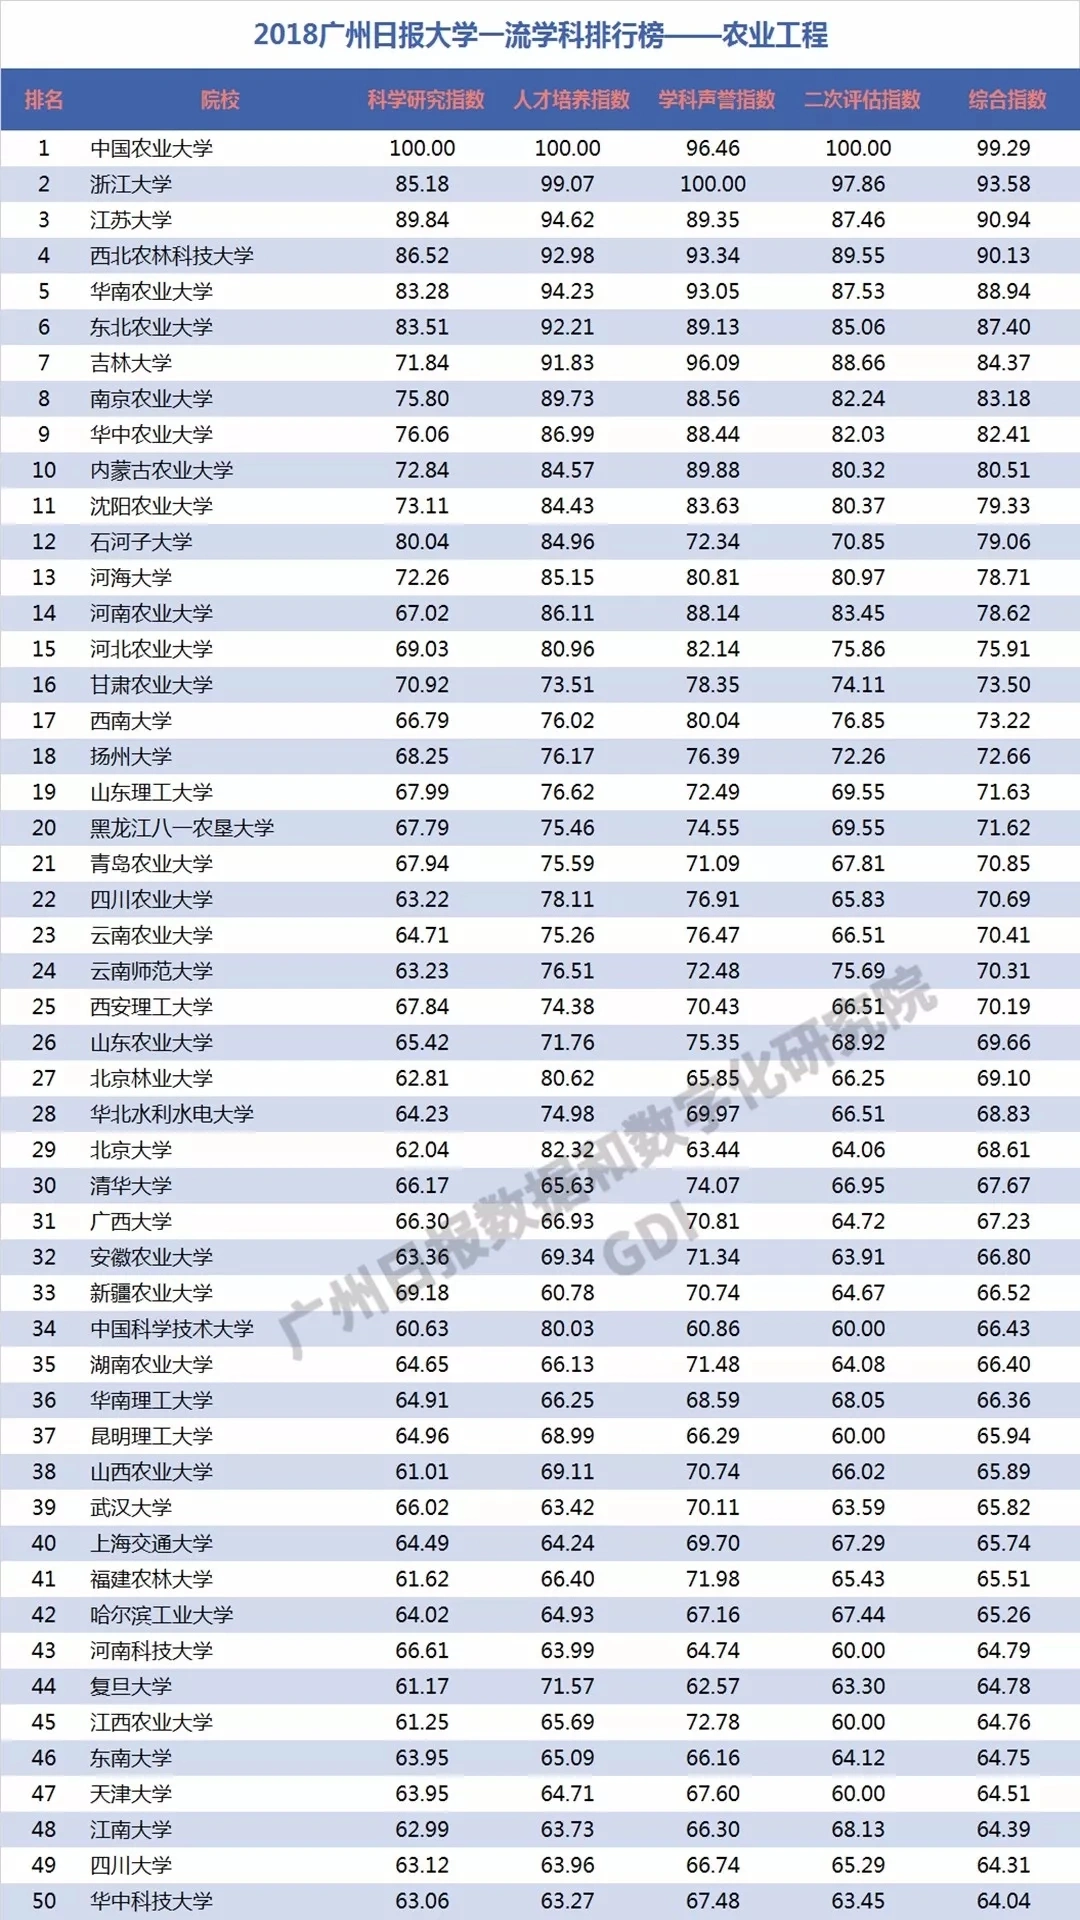 2018广州日报大学一流学科排行榜——农业工程
排名 院校 科学研究指数 人才培养指数 学科声誉指数 二次评估指数 综合指数
1 中国农业大学 100.00 100.00 96.46 100.00 99.29
2 浙江大学 85.18 99.07 100.00 97.86 93.58
3 江苏大学 89.84 94.62 89.35 87.46 90.94
4 西北农林科技大学 86.52 92.98 93.34 89.55 90.13
5 华南农业大学 83.28 94.23 93.05 87.53 88.94
6 东北农业大学 83.51 92.21 89.13 85.06 87.40
7 吉林大学 71.84 91.83 96.09 88.66 84.37
8 南京农业大学 75.80 89.73 88.56 82.24 83.18
9 华中农业大学 76.06 86.99 88.44 82.03 82.41
10 内蒙古农业大学 72.84 84.57 89.88 80.32 80.51
11 沈阳农业大学 73.11 84.43 83.63 80.37 79.33
12 石河子大学 80.04 84.96 72.34 70.85 79.06
13 河海大学 72.26 85.15 80.81 80.97 78.71
14 河南农业大学 67.02 86.11 88.14 83.45 78.62
15 河北农业大学 69.03 80.96 82.14 75.86 75.91
16 甘肃农业大学 70.92 73.51 78.35 74.11 73.50
17 西南大学 66.79 76.02 80.04 76.85 73.22
18 扬州大学 68.25 76.17 76.39 72.26 72.66
19 山东理工大学 67.99 76.62 72.49 69.55 71.63
20 黑龙江八一农垦大学 67.79 75.46 74.55 69.55 71.62
21 青岛农业大学 67.94 75.59 71.09 67.81 70.85
22 四川农业大学 63.22 78.11 76.91 65.83 70.69
23 云南农业大学 64.71 75.26 76.47 66.51 70.41
24 云南师范大学 63.23 76.51 72.48 75.69 70.31
25 西安理工大学 67.84 74.38 70.43 66.51 70.19
26 山东农业大学 65.42 71.76 75.35 68.92 69.66
27 北京林业大学 62.81 80.62 65.85 66.25 69.10
28 华北水利水电大学 64.23 74.98 69.97 66.51 68.83
29 北京大学 62.04 82.32 63.44 64.06 68.61
30 清华大学 66.17 65.63 74.07 66.95 67.67
31 广西大学 66.30 66.93 70.81 64.72 67.23
32 安徽农业大学 63.36 69.34 71.34 63.91 66.80
33 新疆农业大学 69.18 60.78 70.74 64.67 66.52
34 中国科学技术大学 60.63 80.03 60.86 60.00 66.43
35 湖南农业大学 64.65 66.13 71.48 64.08 66.40
36 华南理工大学 64.91 66.25 68.59 68.05 66.36
37 昆明理工大学 64.96 68.99 66.29 60.00 65.94
38 山西农业大学 61.01 69.11 70.74 66.02 65.89
39 武汉大学 66.02 63.42 70.11 63.59 65.82
40 上海交通大学 64.49 64.24 69.70 67.29 65.74
41 福建农林大学 61.62 66.40 71.98 65.43 65.51
42 哈尔滨工业大学 64.02 64.93 67.16 67.44 65.26
43 河南科技大学 66.61 63.99 64.74 60.00 64.79
44 复旦大学 61.17 71.57 62.57 63.30 64.78
45 江西农业大学 61.25 65.69 72.78 60.00 64.76
46 东南大学 63.95 65.09 66.16 64.12 64.75
47 天津大学 63.95 64.71 67.60 60.00 64.51
48 江南大学 62.99 63.73 66.30 68.13 64.39
49 四川大学 63.12 63.96 66.74 65.29 64.31
50 华中科技大学 63.06 63.27 67.48 63.45 64.04
广州日报数据和数字化研究院
GDI